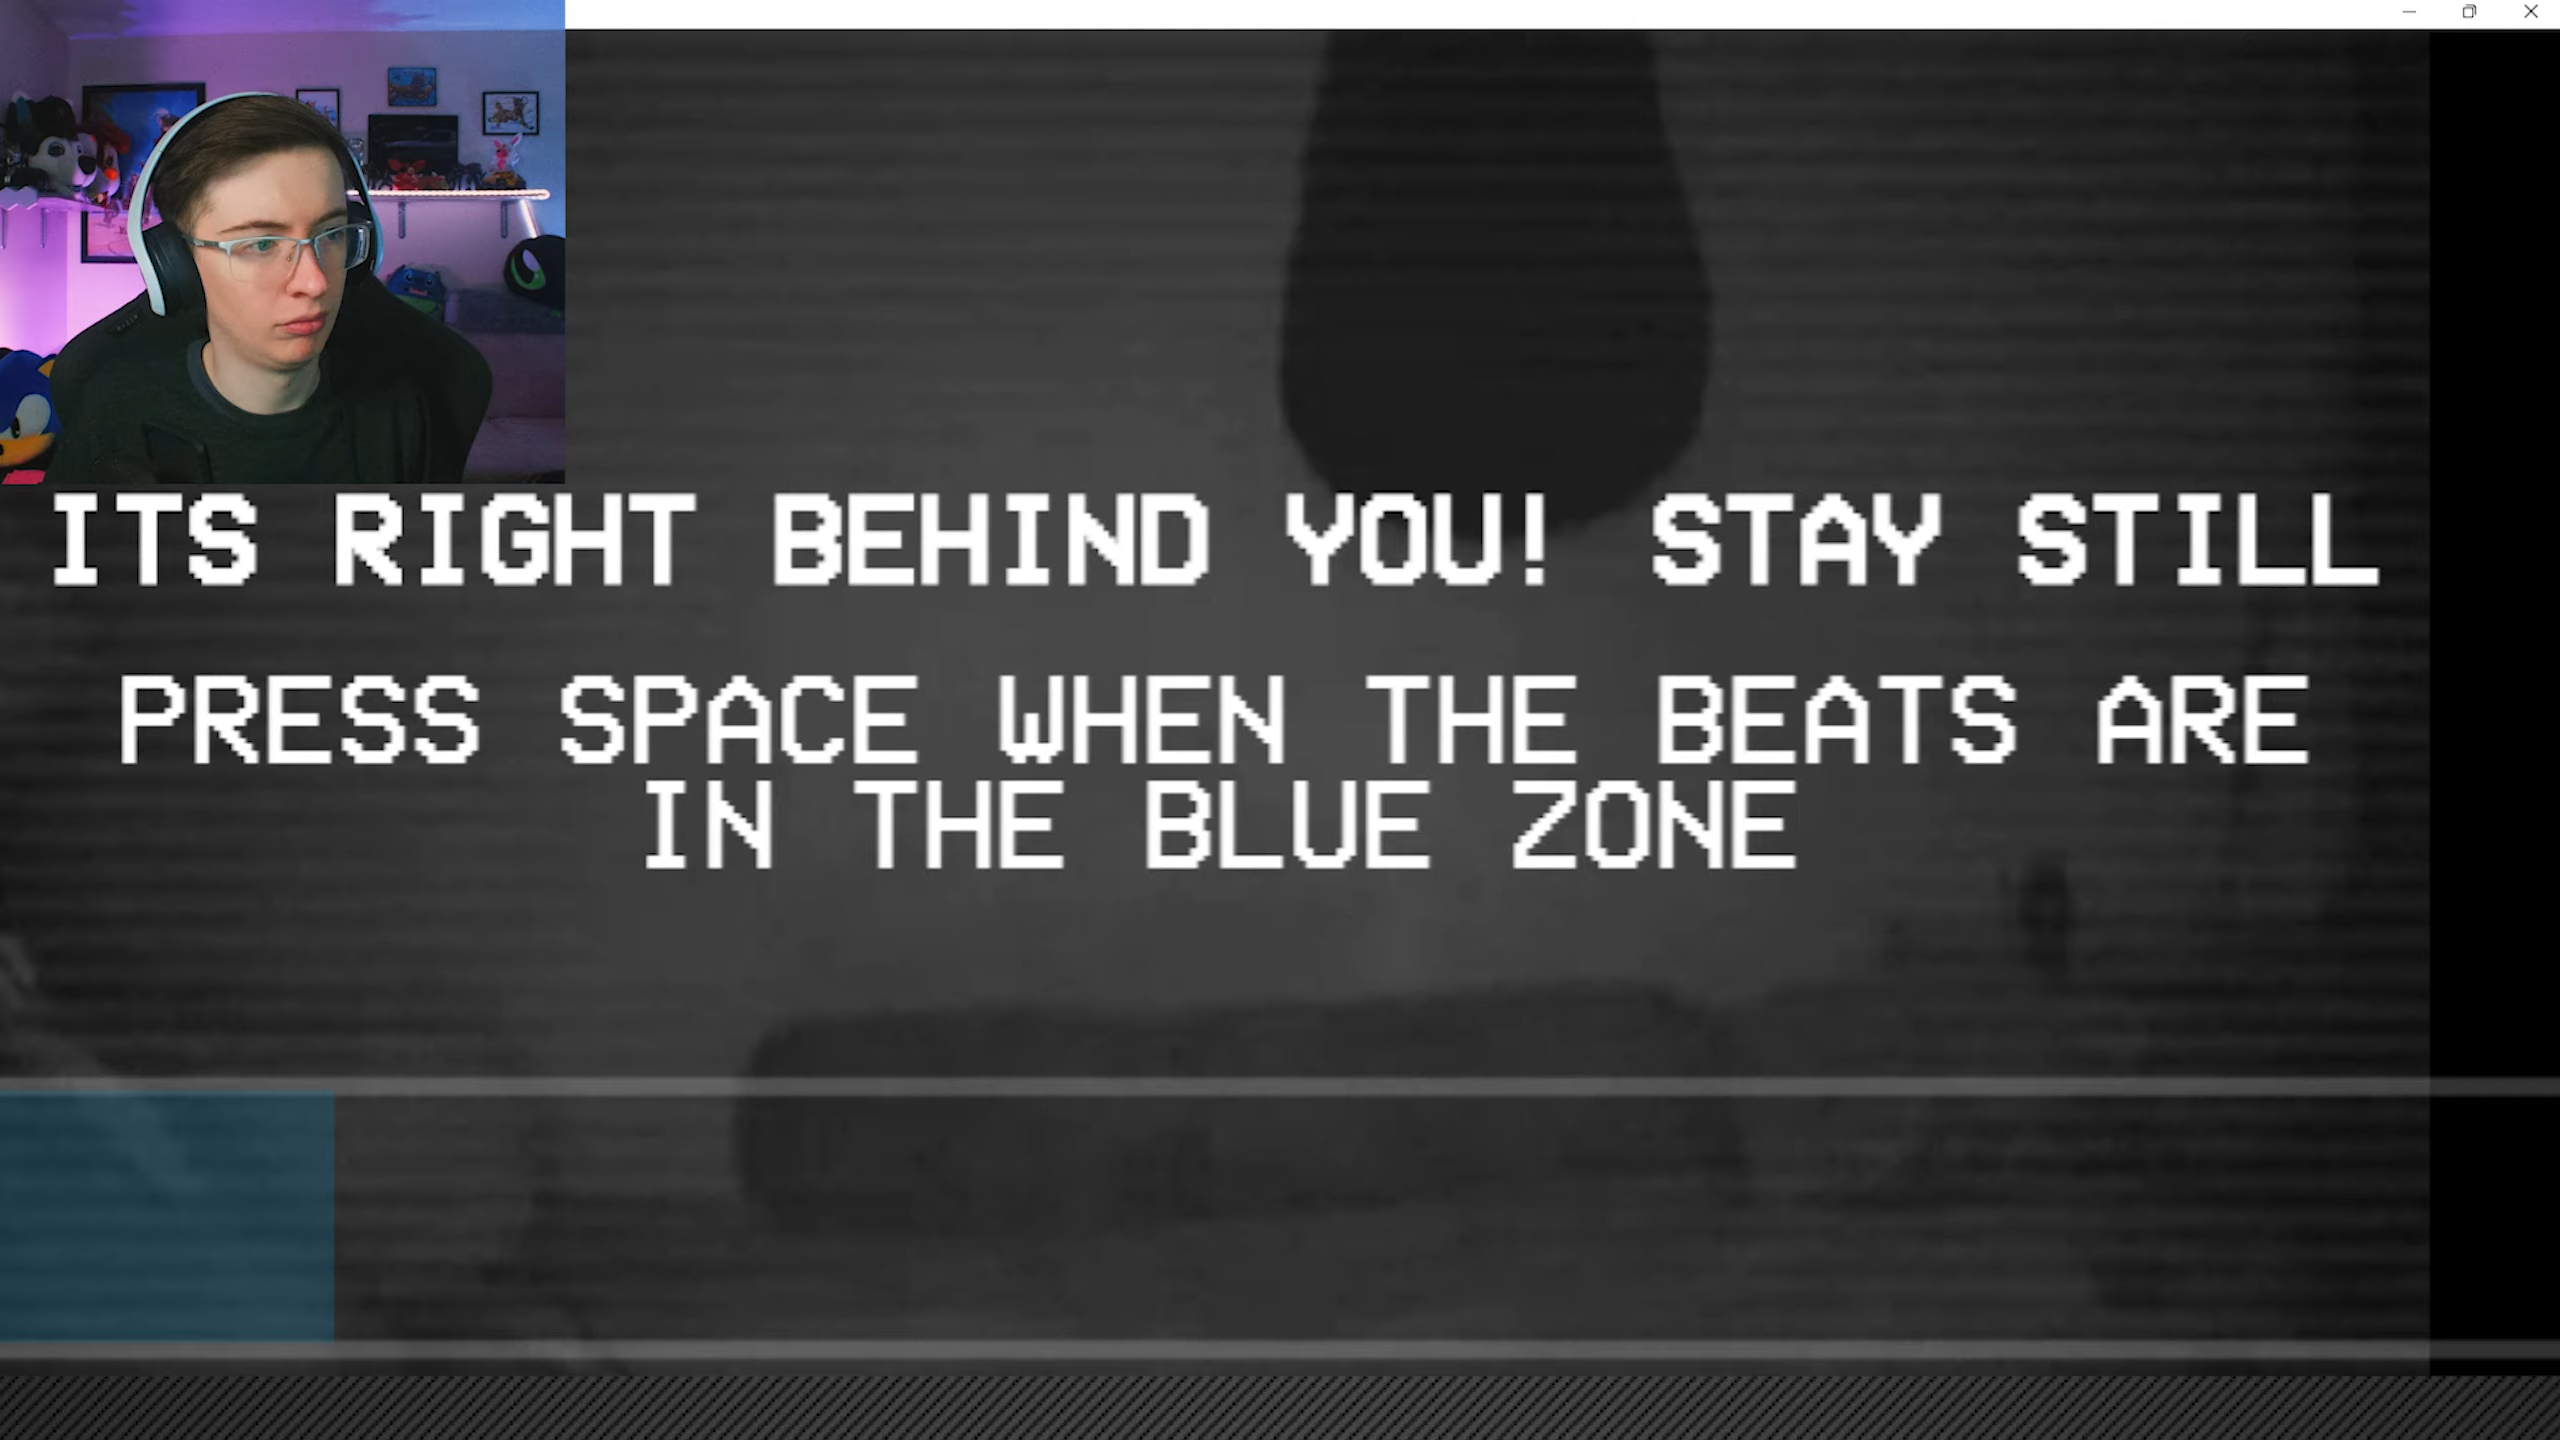 ITS RIGHT BEHIND YOU! STAY STILL
PRESS SPACE WHEN THE BEATS ARE
IN THE BLUE ZONE